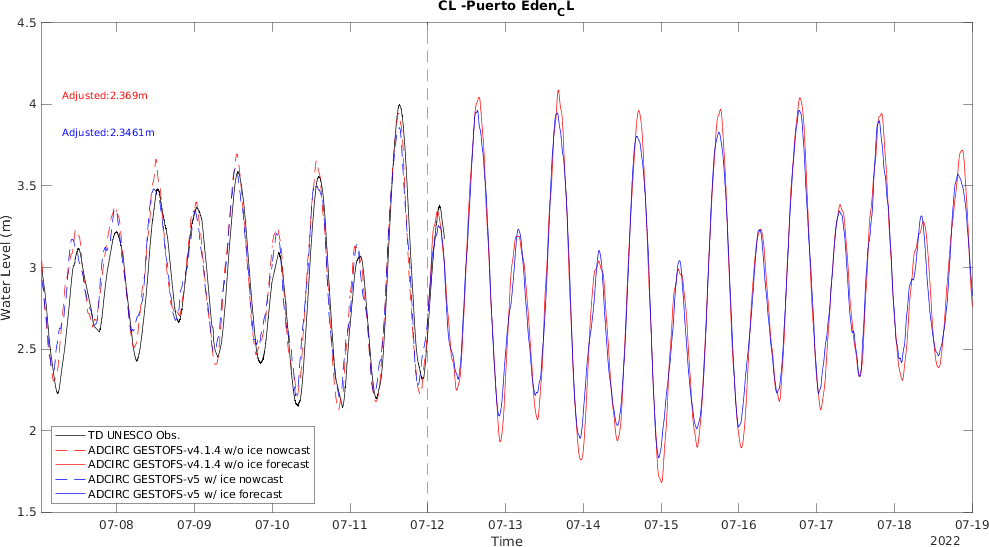 CL -Puerto Eden_CL
4.5
4
3.5
3
2.5
2
1.5
Water Level (m)
Adjusted:2.369m
Adjusted:2.3461m
TD UNESCO Obs.
ADCIRC GESTOFS-v4.1.4 w/o ice nowcast
ADCIRC GESTOFS-v4.1.4 w/o ice forecast
ADCIRC GESTOFS-v5 w/ ice nowcast
ADCIRC GESTOFS-v5 w/ ice forecast
07-08 07-09 07-10 07-11 07-12 07-13 07-14 07-15 07-16 07-17 07-18 07-19
Time
2022